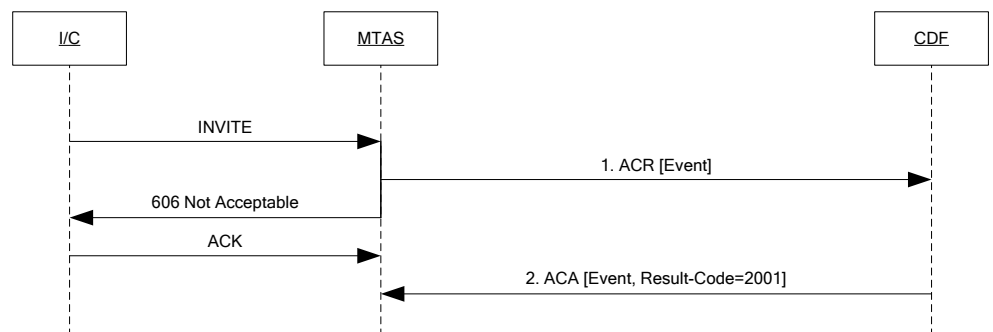 I/C
MTAS
CDF
INVITE
1. ACR [Event]
606 Not Acceptable
ACK
2. ACA [Event, Result-Code=2001]